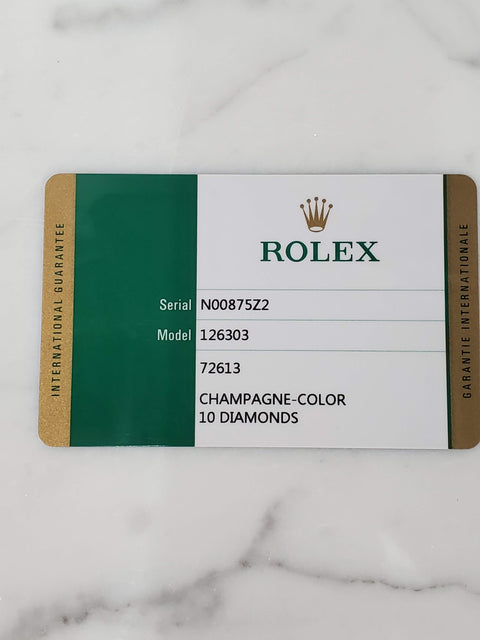 INTERNATIONAL GUARANTEE
ROLEX
Serial N00875Z2
Model 126303
72613
CHAMPAGNE-COLOR
10 DIAMONDS
GARANTIE INTERNATIONALE